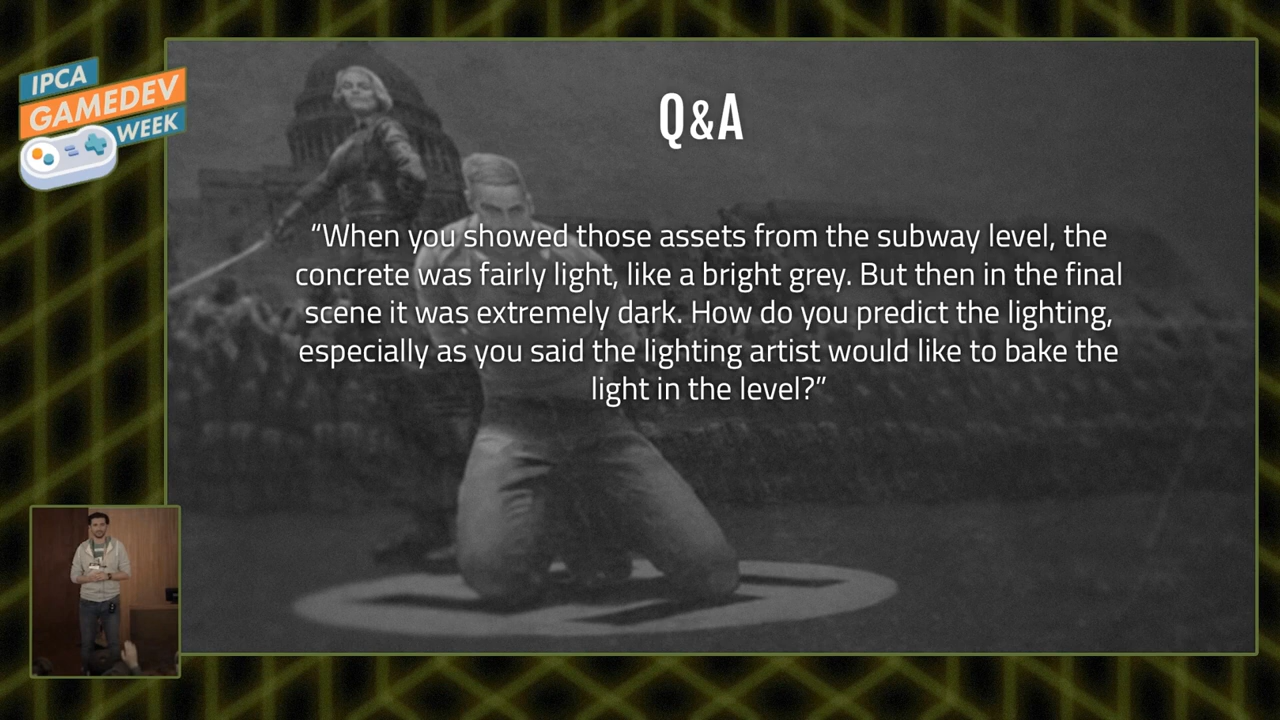 IPCA
GAMEDEV
WEEK
Q&A
“When you showed those assets from the subway level, the
concrete was fairly light, like a bright grey. But then in the final
scene it was extremely dark. How do you predict the lighting,
especially as you said the lighting artist would like to bake the
light in the level?”